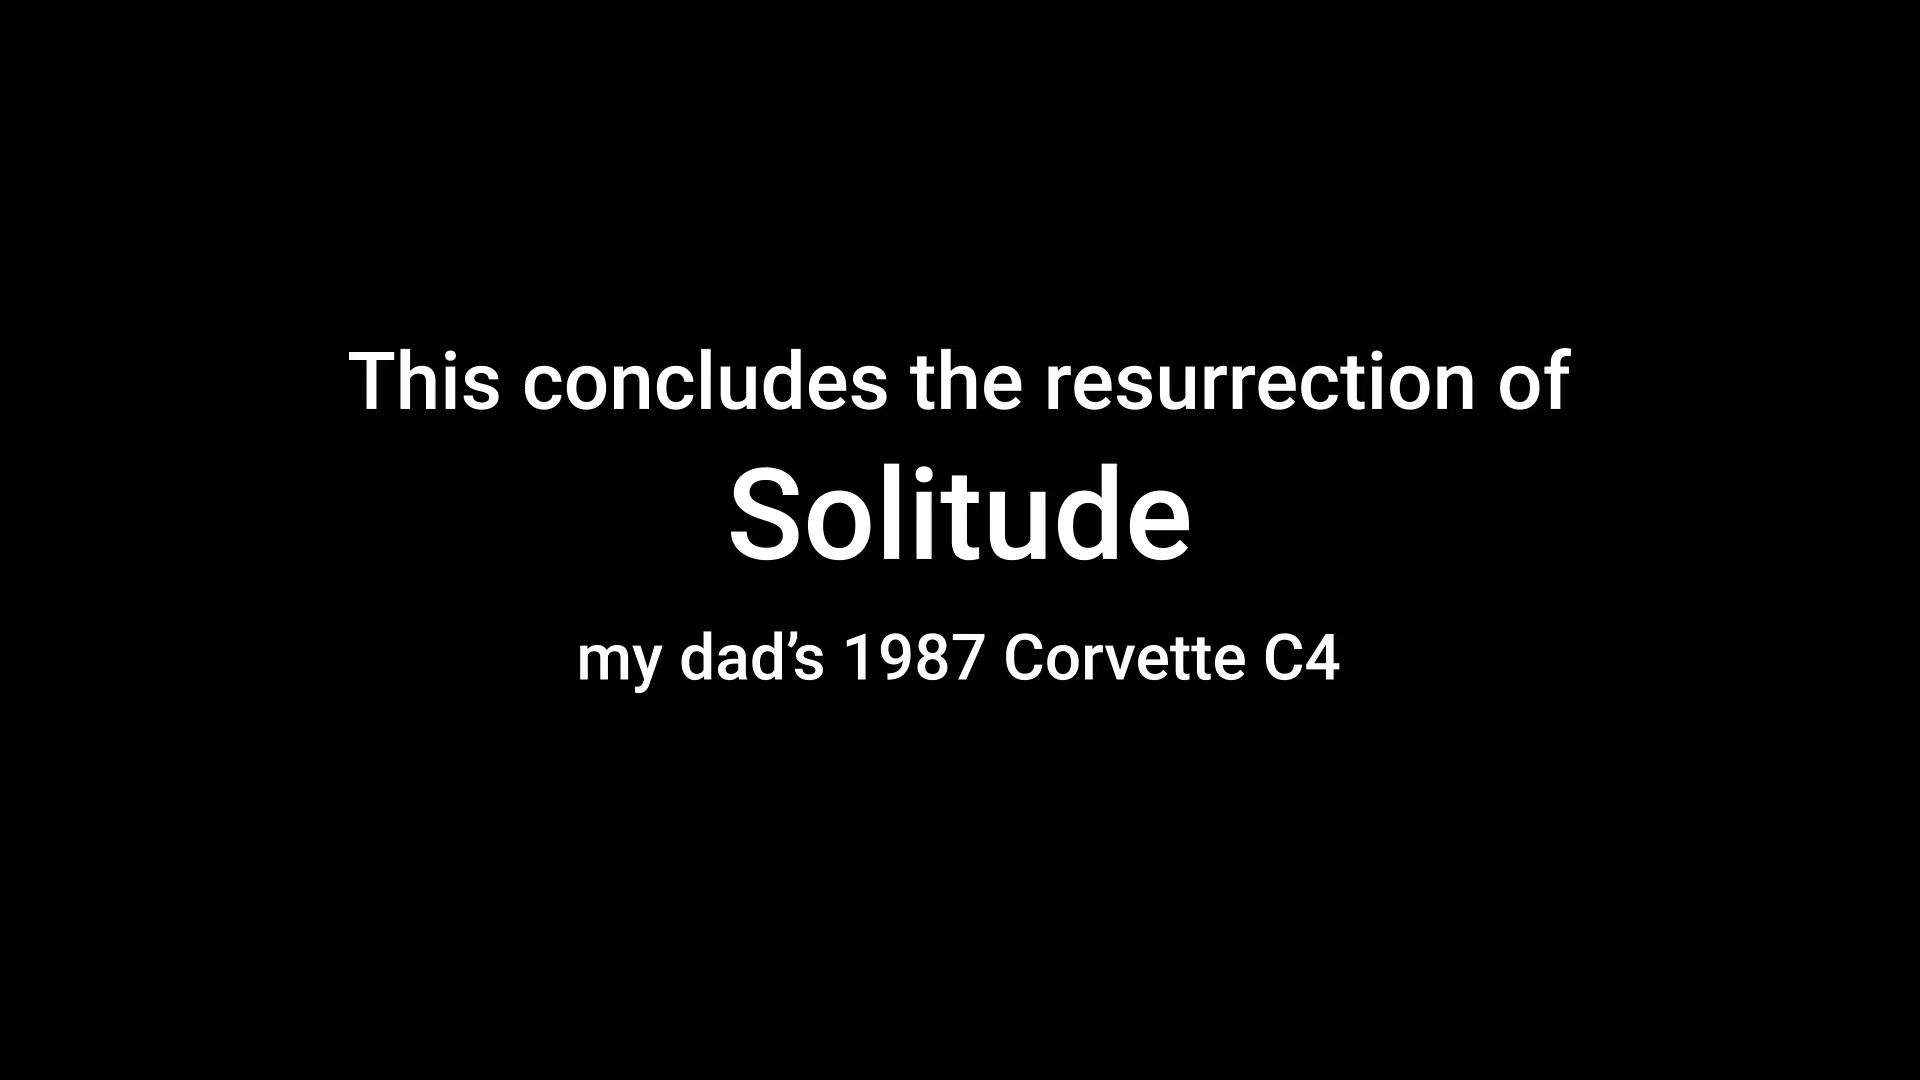 This concludes the resurrection of
Solitude
my dad’s 1987 Corvette C4